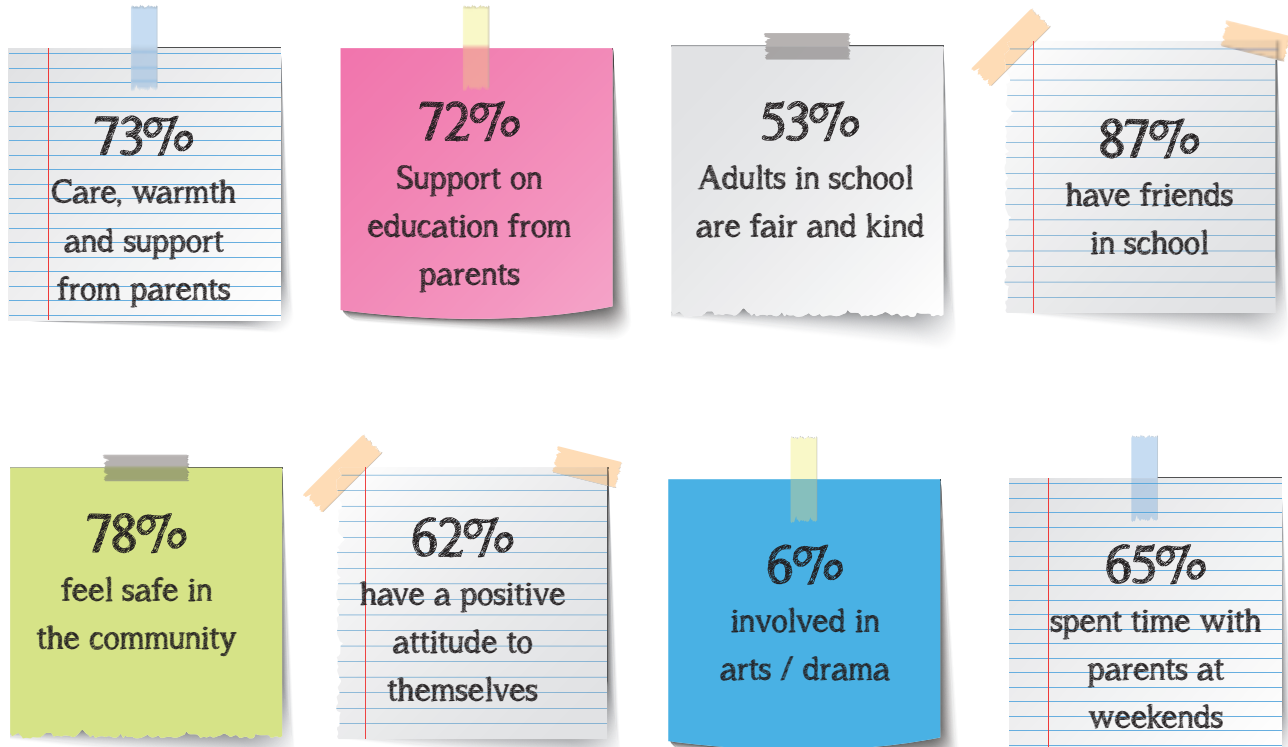 73%
Care, warmth
and support
from parents
72%
Support on
education from
parents
53%
Adults in school
are fair and kind
87%
have friends
in school
78%
feel safe in
the community
62%
have a positive
attitude to
themselves
6%
involved in
arts / drama
65%
spent time with
parents at
weekends